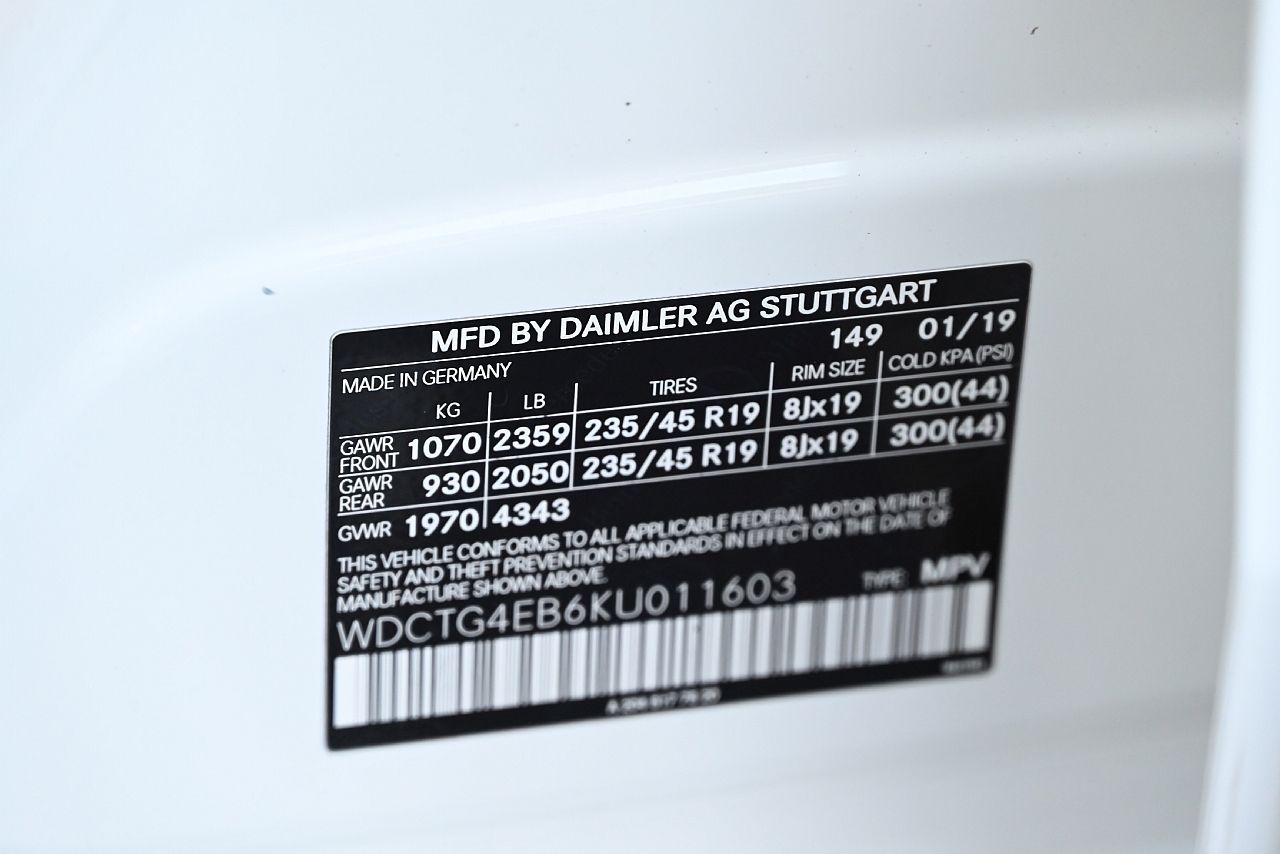 MFD BY DAIMLER AG STUTTGART
149 01/19
MADE IN GERMANY
KG LB TIRES RIM SIZE COLD KPA (PSI)
GAWR FRONT 1070 2359 235/45 R19 8Jx19 300(44)
GAWR REAR 930 2050 235/45 R19 8Jx19 300(44)
GVWR 1970 4343
THIS VEHICLE CONFORMS TO ALL APPLICABLE FEDERAL MOTOR VEHICLE
SAFETY AND THEFT PREVENTION STANDARDS IN EFFECT ON THE DATE OF
MANUFACTURE SHOWN ABOVE.
WDCTG4EB6KU011603 TYPE: MPV